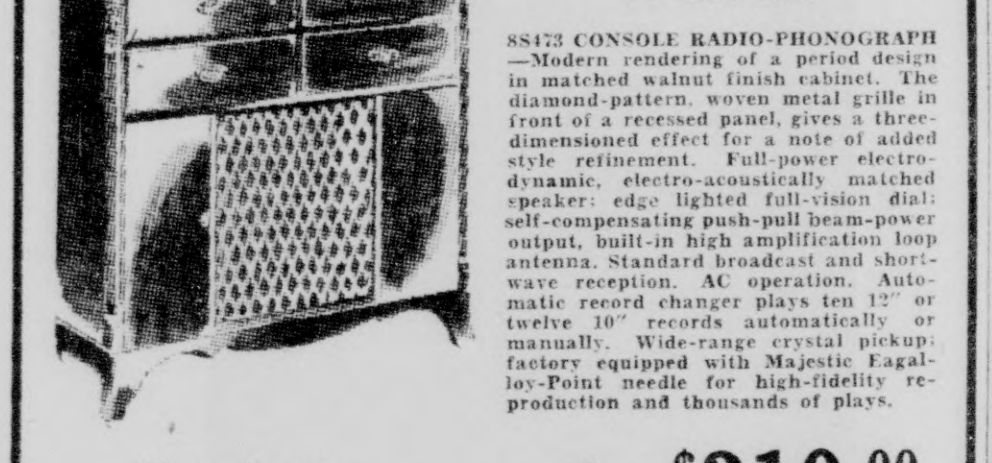 8S473 CONSOLE RADIO-PHONOGRAPH
—Modern rendering of a period design
in matched walnut finish cabinet. The
diamond-pattern, woven metal grille in
front of a recessed panel, gives a three-
dimensioned effect for a note of added
style refinement. Full-power electro-
dynamic, electro-acoustically matched
speaker; edge lighted full-vision dial;
self-compensating push-pull beam-power
output, built-in high amplification loop
antenna. Standard broadcast and short-
wave reception. AC operation. Auto-
matic record changer plays ten 12″ or
twelve 10″ records automatically or
manually. Wide-range crystal pickup;
factory equipped with Majestic Eagal-
loy-Point needle for high-fidelity re-
production and thousands of plays.